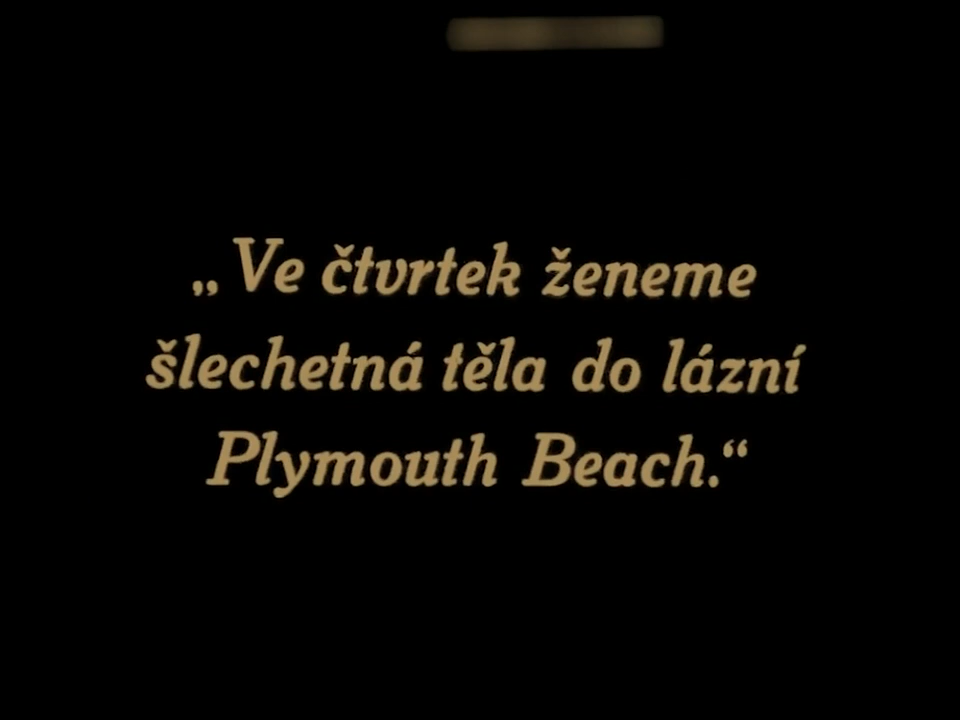 „Ve čtvrtek ženeme
šlechetná těla do lázní
Plymouth Beach.“